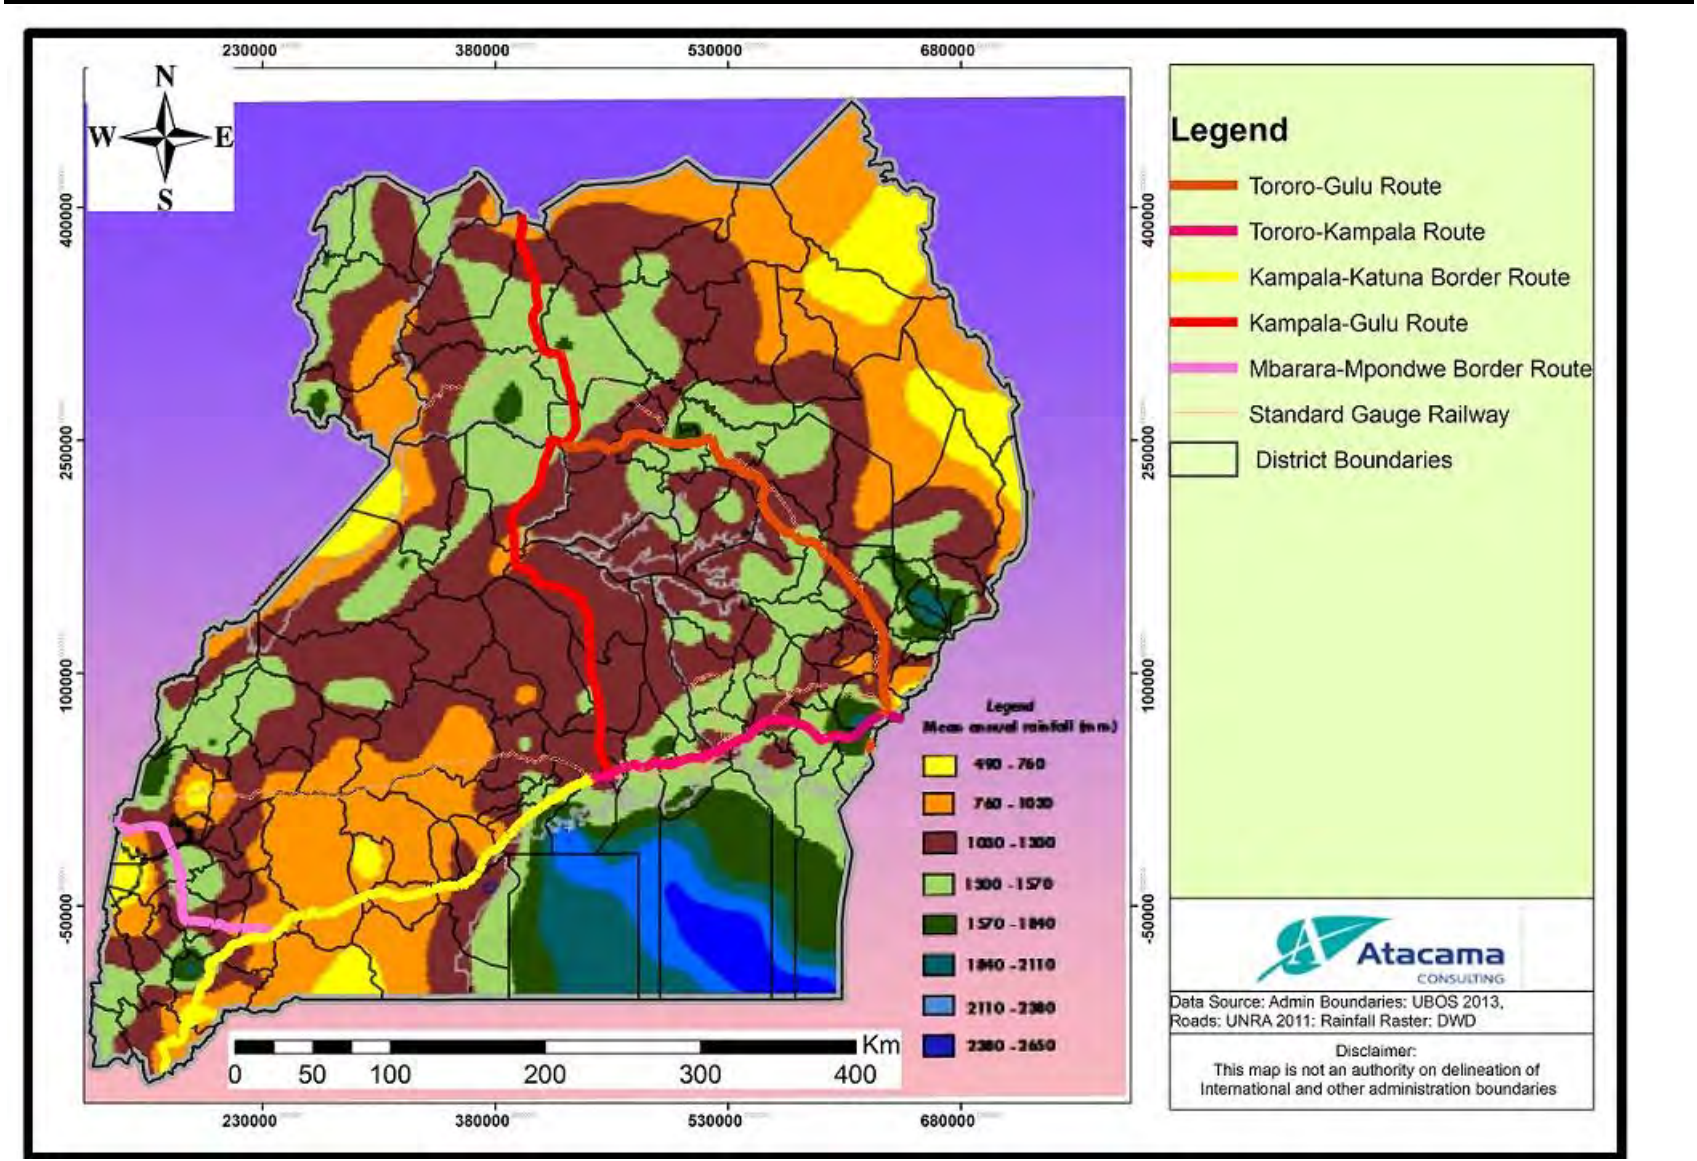 230000 380000 530000 680000
N
W E
S
400000
250000
100000
-50000
400000
250000
100000
-50000
Legend
Mean annual rainfall (mm)
490 - 760
760 - 1030
1030 - 1300
1300 - 1570
1570 - 1840
1840 - 2110
2110 - 2380
2380 - 2650
Km
0 50 100 200 300 400
230000 380000 530000 680000
Legend
Tororo-Gulu Route
Tororo-Kampala Route
Kampala-Katuna Border Route
Kampala-Gulu Route
Mbarara-Mpondwe Border Route
Standard Gauge Railway
District Boundaries
Atacama
CONSULTING
Data Source: Admin Boundaries: UBOS 2013,
Roads: UNRA 2011: Rainfall Raster: DWD
Disclaimer:
This map is not an authority on delineation of
International and other administration boundaries